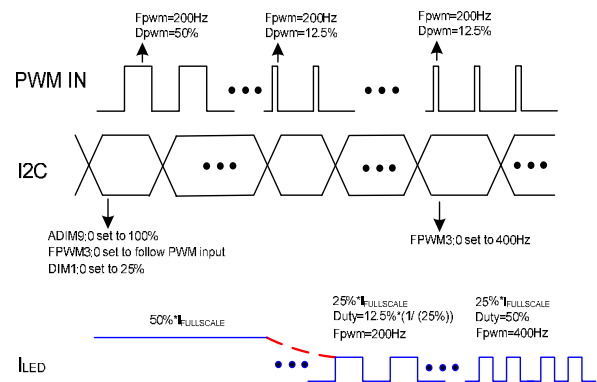 Fpwm=200Hz
Dpwm=50%
Fpwm=200Hz
Dpwm=12.5%
Fpwm=200Hz
Dpwm=12.5%
PWM IN
I2C
ADIM9:0 set to 100%
FPWM3:0 set to follow PWM input
DIM1:0 set to 25%
FPWM3:0 set to 400Hz
50%*IFULLSCALE
25%*IFULLSCALE
Duty=12.5%*(1/ (25%))
Fpwm=200Hz
25%*IFULLSCALE
Duty=50%
Fpwm=400Hz
ILED